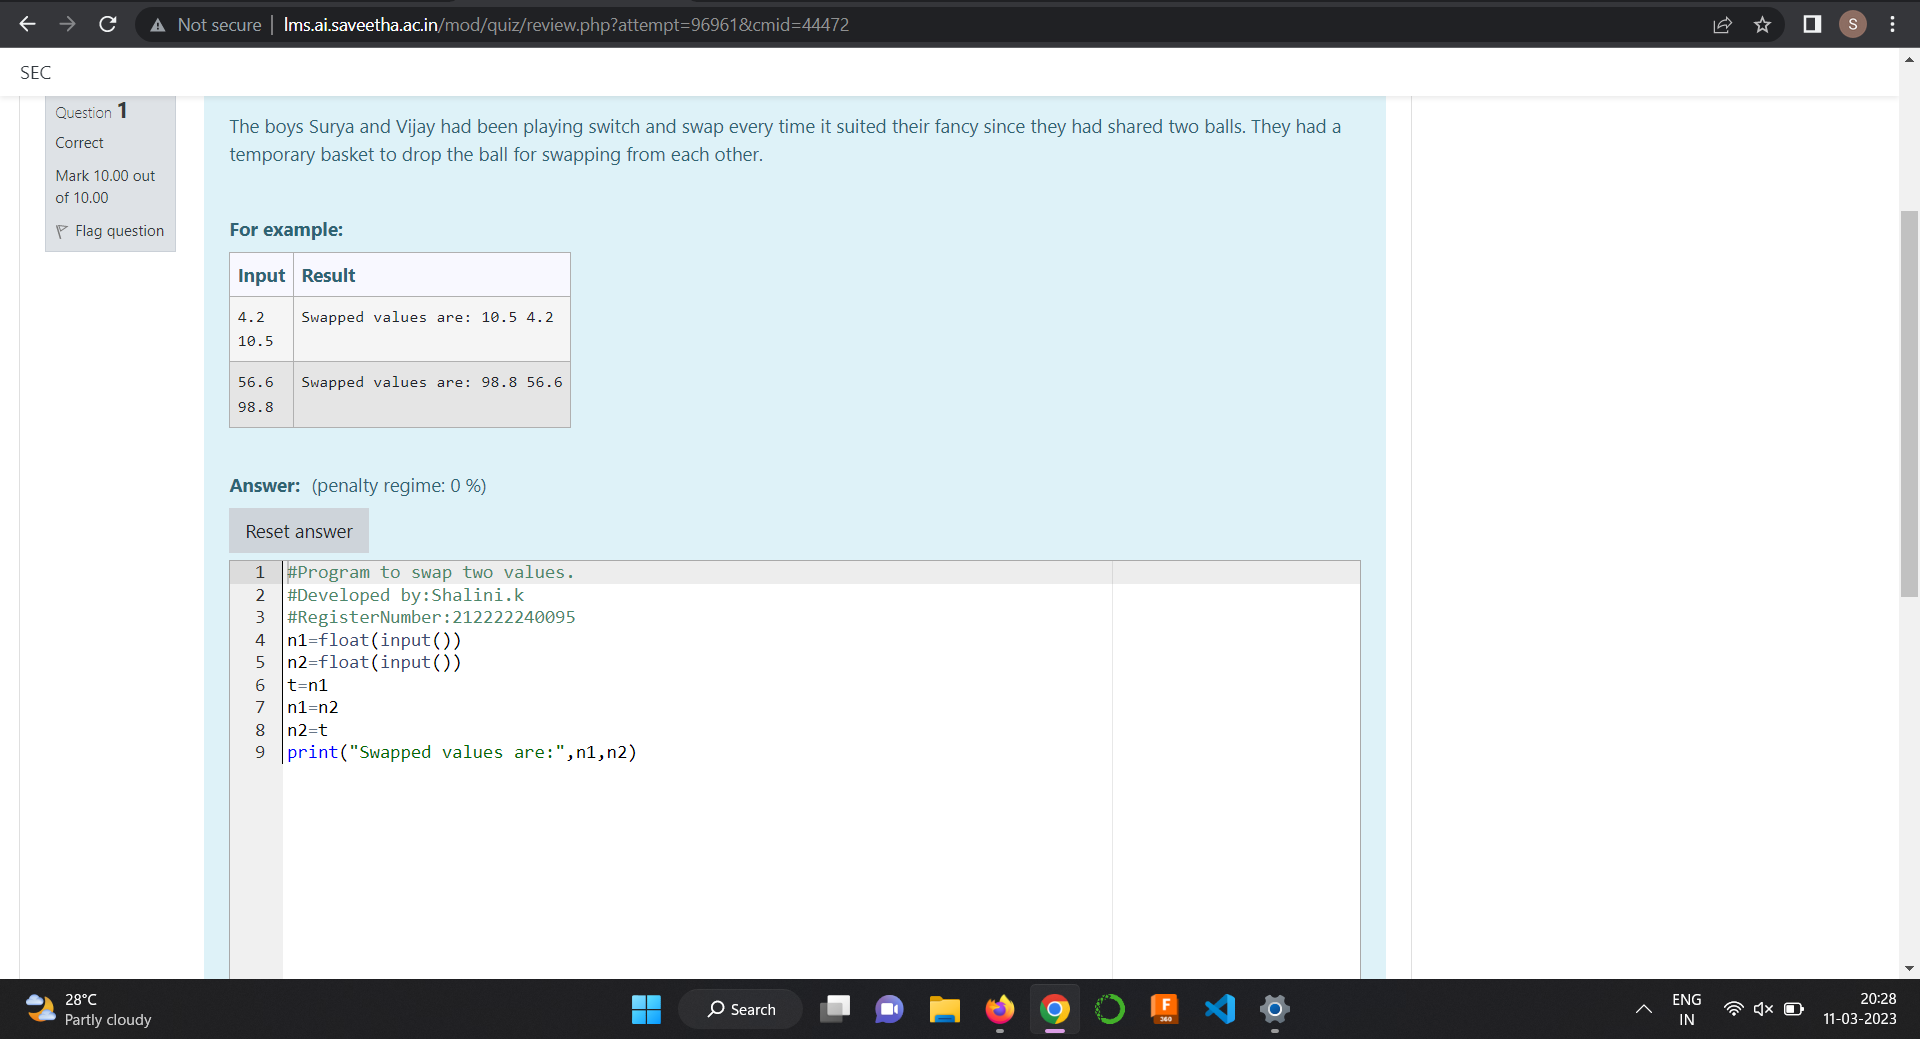 Not secure | lms.ai.saveetha.ac.in/mod/quiz/review.php?attempt=96961&cmid=44472
S
SEC
Question 1
Correct
Mark 10.00 out
of 10.00
Flag question
The boys Surya and Vijay had been playing switch and swap every time it suited their fancy since they had shared two balls. They had a
temporary basket to drop the ball for swapping from each other.
For example:
Input Result
4.2 Swapped values are: 10.5 4.2
10.5
56.6 Swapped values are: 98.8 56.6
98.8
Answer: (penalty regime: 0 %)
Reset answer
1 #Program to swap two values.
2 #Developed by:Shalini.k
3 #RegisterNumber:212222240095
4 n1=float(input())
5 n2=float(input())
6 t=n1
7 n1=n2
8 n2=t
9 print("Swapped values are:",n1,n2)
28°C
Partly cloudy
Search
F
360
ENG
IN
20:28
11-03-2023